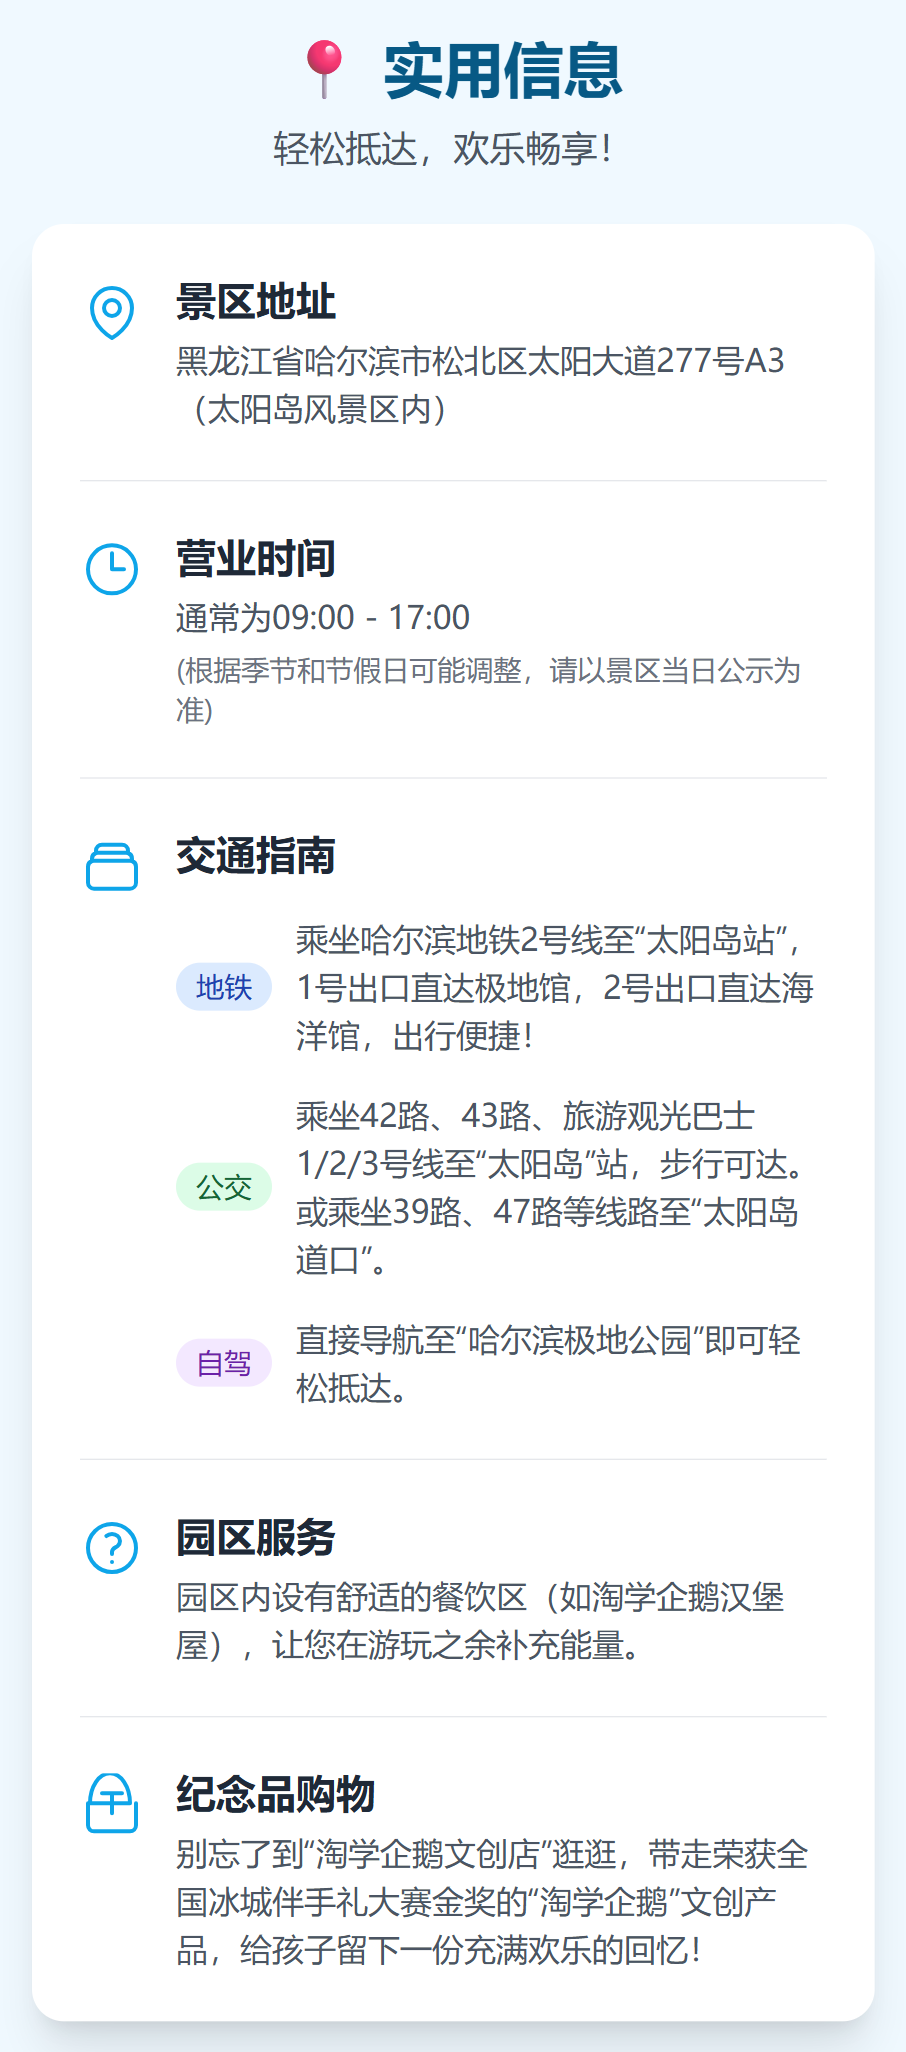 实用信息
轻松抵达，欢乐畅享！
景区地址
黑龙江省哈尔滨市松北区太阳大道277号A3
（太阳岛风景区内）
营业时间
通常为09:00 - 17:00
(根据季节和节假日可能调整，请以景区当日公示为
准)
交通指南
地铁
乘坐哈尔滨地铁2号线至“太阳岛站”，
1号出口直达极地馆，2号出口直达海
洋馆，出行便捷！
公交
乘坐42路、43路、旅游观光巴士
1/2/3号线至“太阳岛”站，步行可达。
或乘坐39路、47路等线路至“太阳岛
道口”。
自驾
直接导航至“哈尔滨极地公园”即可轻
松抵达。
园区服务
园区内设有舒适的餐饮区（如淘学企鹅汉堡
屋），让您在游玩之余补充能量。
纪念品购物
别忘了到“淘学企鹅文创店”逛逛，带走荣获全
国冰城伴手礼大赛金奖的“淘学企鹅”文创产
品，给孩子留下一份充满欢乐的回忆！